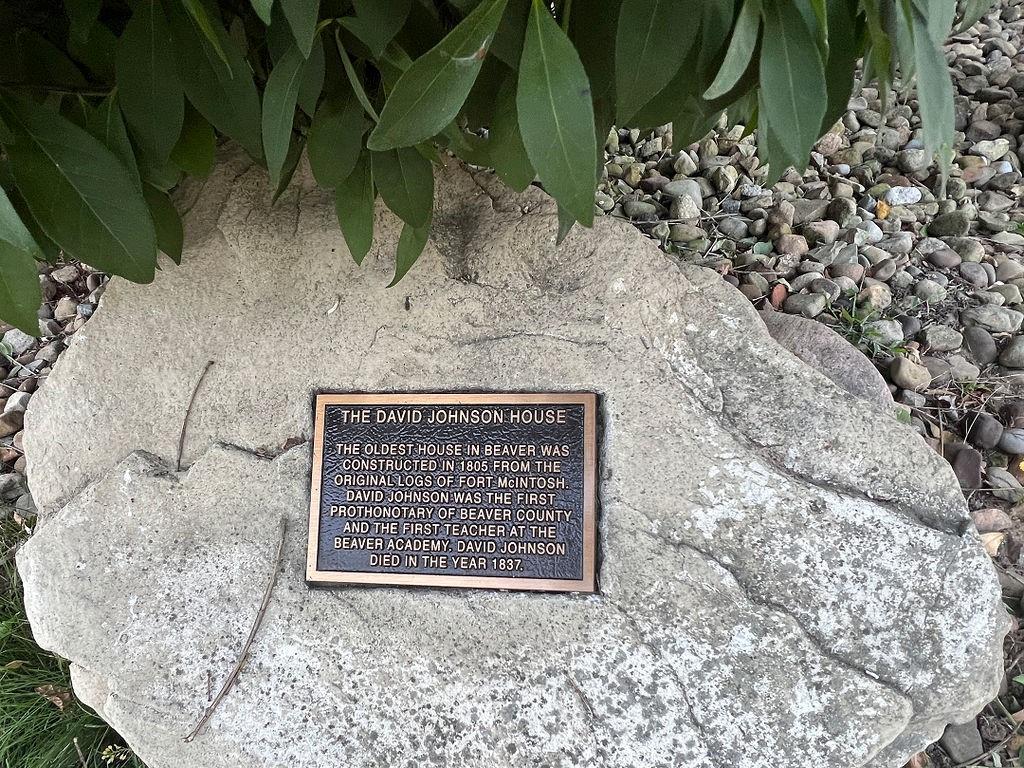 THE DAVID JOHNSON HOUSE
THE OLDEST HOUSE IN BEAVER WAS
CONSTRUCTED IN 1805 FROM THE
ORIGINAL LOGS OF FORT McINTOSH.
DAVID JOHNSON WAS THE FIRST
PROTHONOTARY OF BEAVER COUNTY
AND THE FIRST TEACHER AT THE
BEAVER ACADEMY. DAVID JOHNSON
DIED IN THE YEAR 1837.